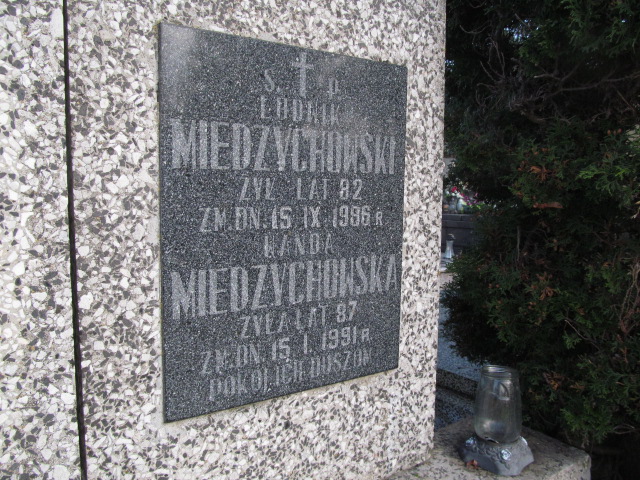 Ś. † P.
ŁUDWIK
MIEDZYCHOWSKI
ŻYŁ LAT 82
ZM. DN. 15 IX 1986 R
WANDA
MIEDZYCHOWSKA
ŻYŁA LAT 87
ZM. DN. 15. I. 1991 R
POKÓJ ICH DUSZOM